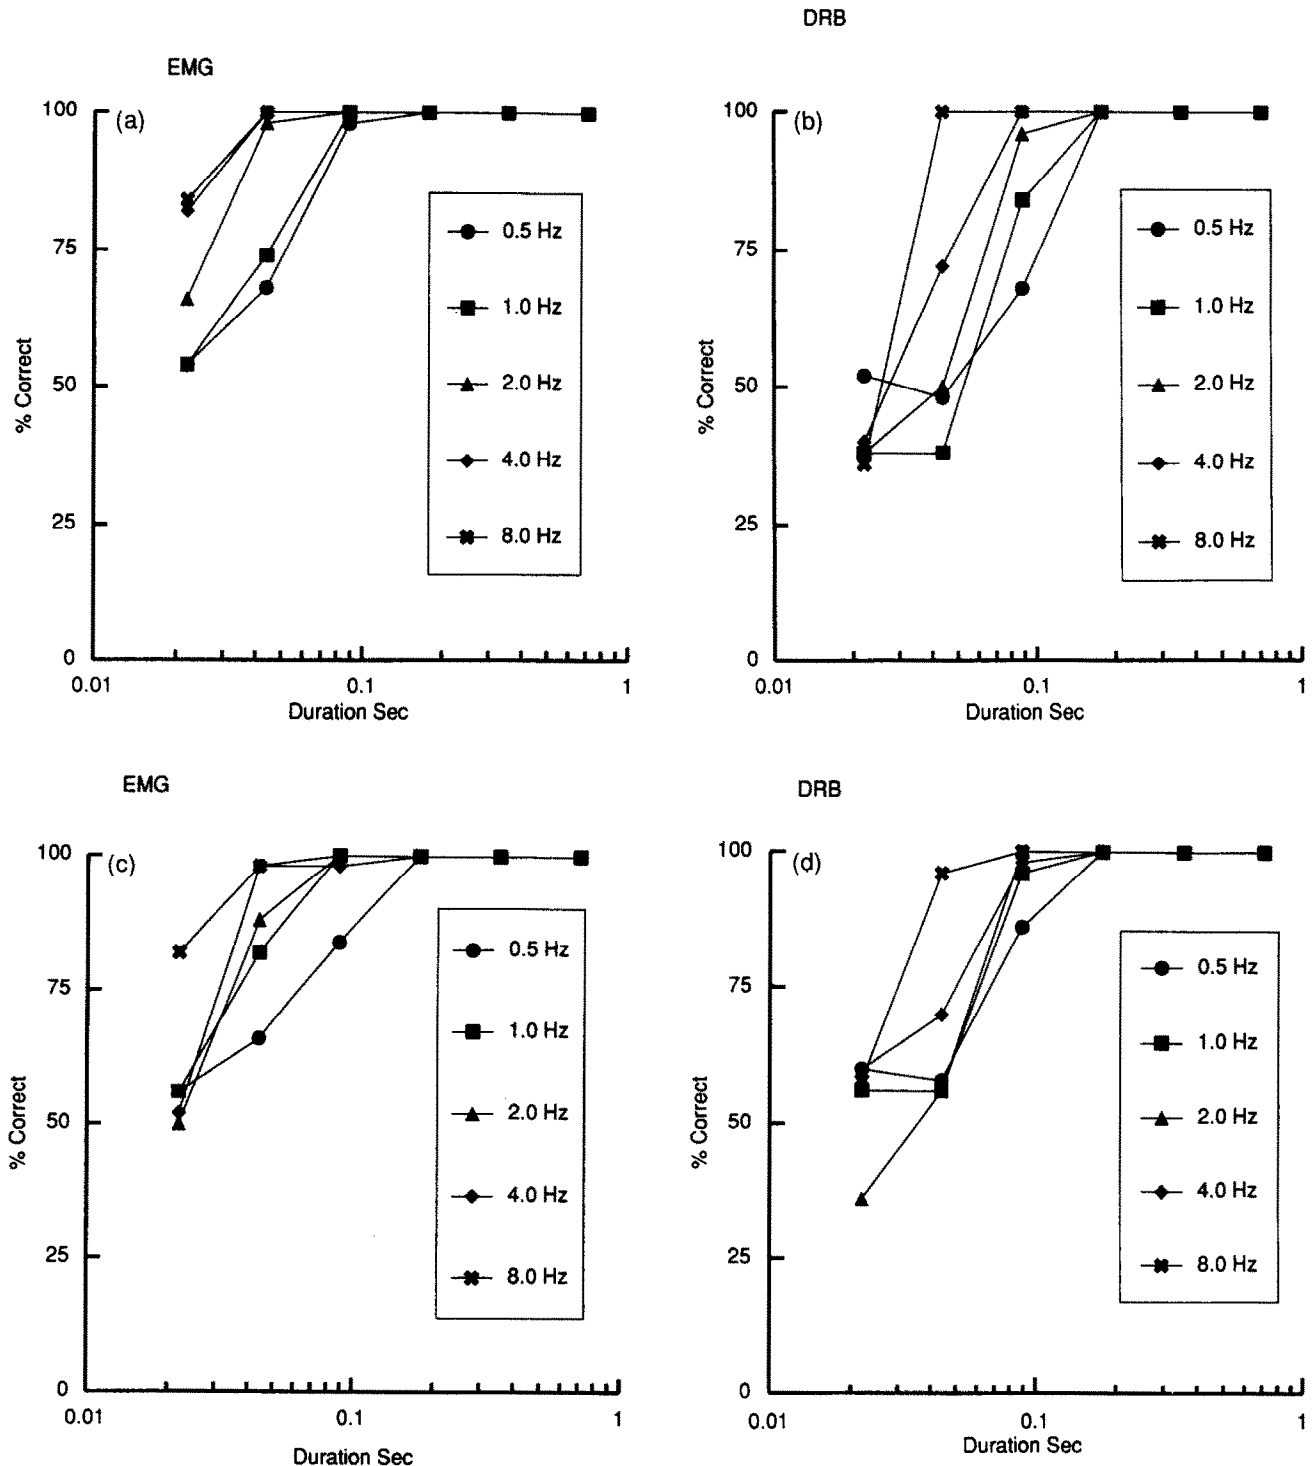 EMG
(a)
100
75
50
25
0
% Correct
0.01
0.1
1
Duration Sec
0.5 Hz
1.0 Hz
2.0 Hz
4.0 Hz
8.0 Hz
DRB
(b)
100
75
50
25
0
% Correct
0.01
0.1
1
Duration Sec
0.5 Hz
1.0 Hz
2.0 Hz
4.0 Hz
8.0 Hz
EMG
(c)
100
75
50
25
0
% Correct
0.01
0.1
1
Duration Sec
0.5 Hz
1.0 Hz
2.0 Hz
4.0 Hz
8.0 Hz
DRB
(d)
100
75
50
25
0
% Correct
0.01
0.1
1
Duration Sec
0.5 Hz
1.0 Hz
2.0 Hz
4.0 Hz
8.0 Hz